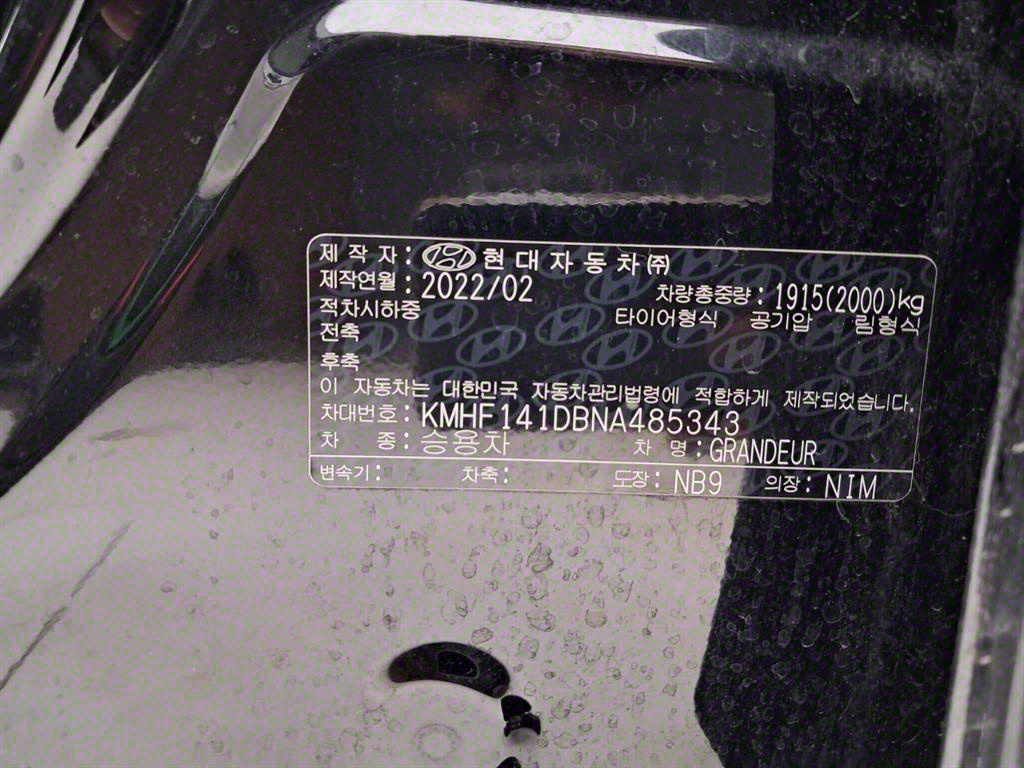 제작자 : 현대자동차㈜
제작연월 : 2022/02 차량총중량 : 1915(2000)kg
적차시하중 타이어형식 공기압 림형식
전축
후축
이 자동차는 대한민국 자동차관리법령에 적합하게 제작되었습니다.
차대번호 : KMHF141DBNA485343
차 종 : 승용차 차 명 : GRANDEUR
변속기 : 차축 : 도장 : NB9 의장 : NIM